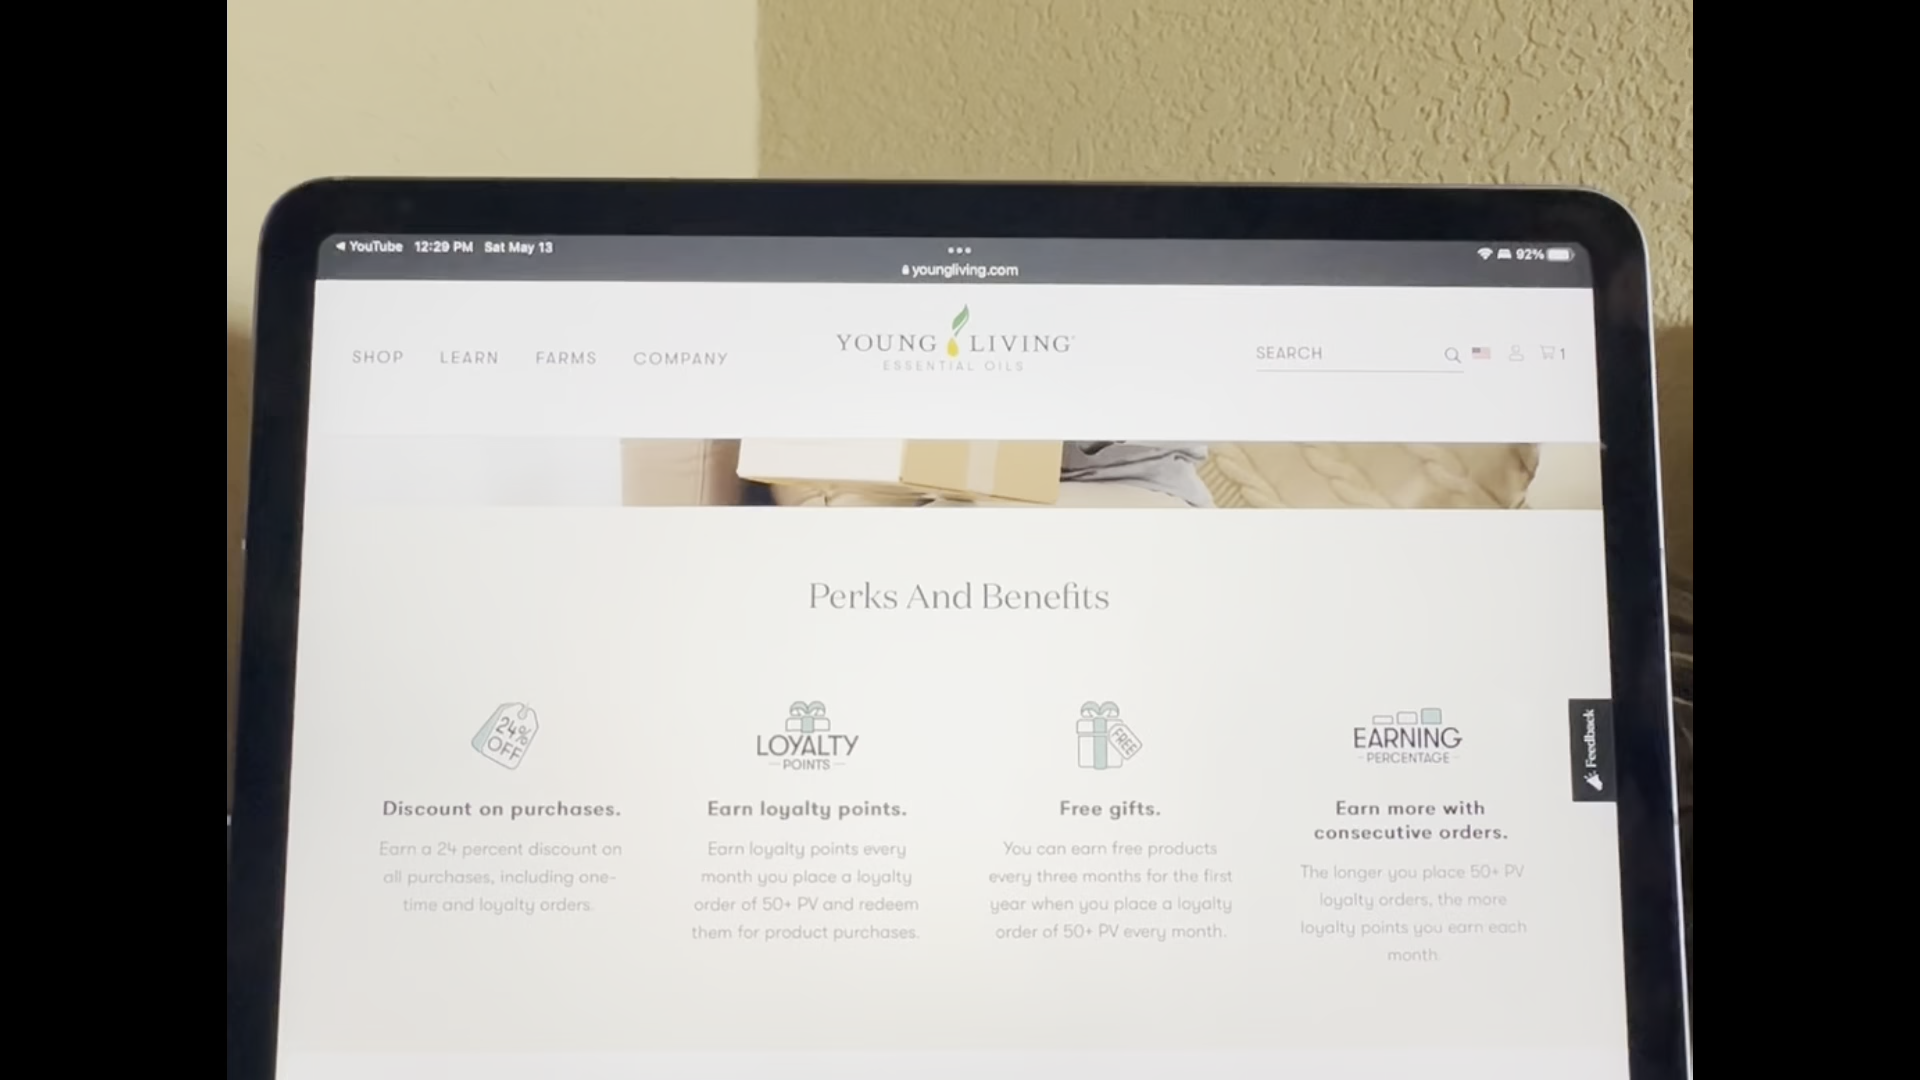 YouTube 12:29 PM Sat May 13
youngliving.com
92%
SHOP LEARN FARMS COMPANY
YOUNG LIVING
ESSENTIAL OILS
SEARCH
1
Perks And Benefits
24%
OFF
LOYALTY
POINTS
FREE
EARNING
PERCENTAGE
Feedback
Discount on purchases.
Earn a 24 percent discount on
all purchases, including one-
time and loyalty orders.
Earn loyalty points.
Earn loyalty points every
month you place a loyalty
order of 50+ PV and redeem
them for product purchases.
Free gifts.
You can earn free products
every three months for the first
year when you place a loyalty
order of 50+ PV every month.
Earn more with
consecutive orders.
The longer you place 50+ PV
loyalty orders, the more
loyalty points you earn each
month.